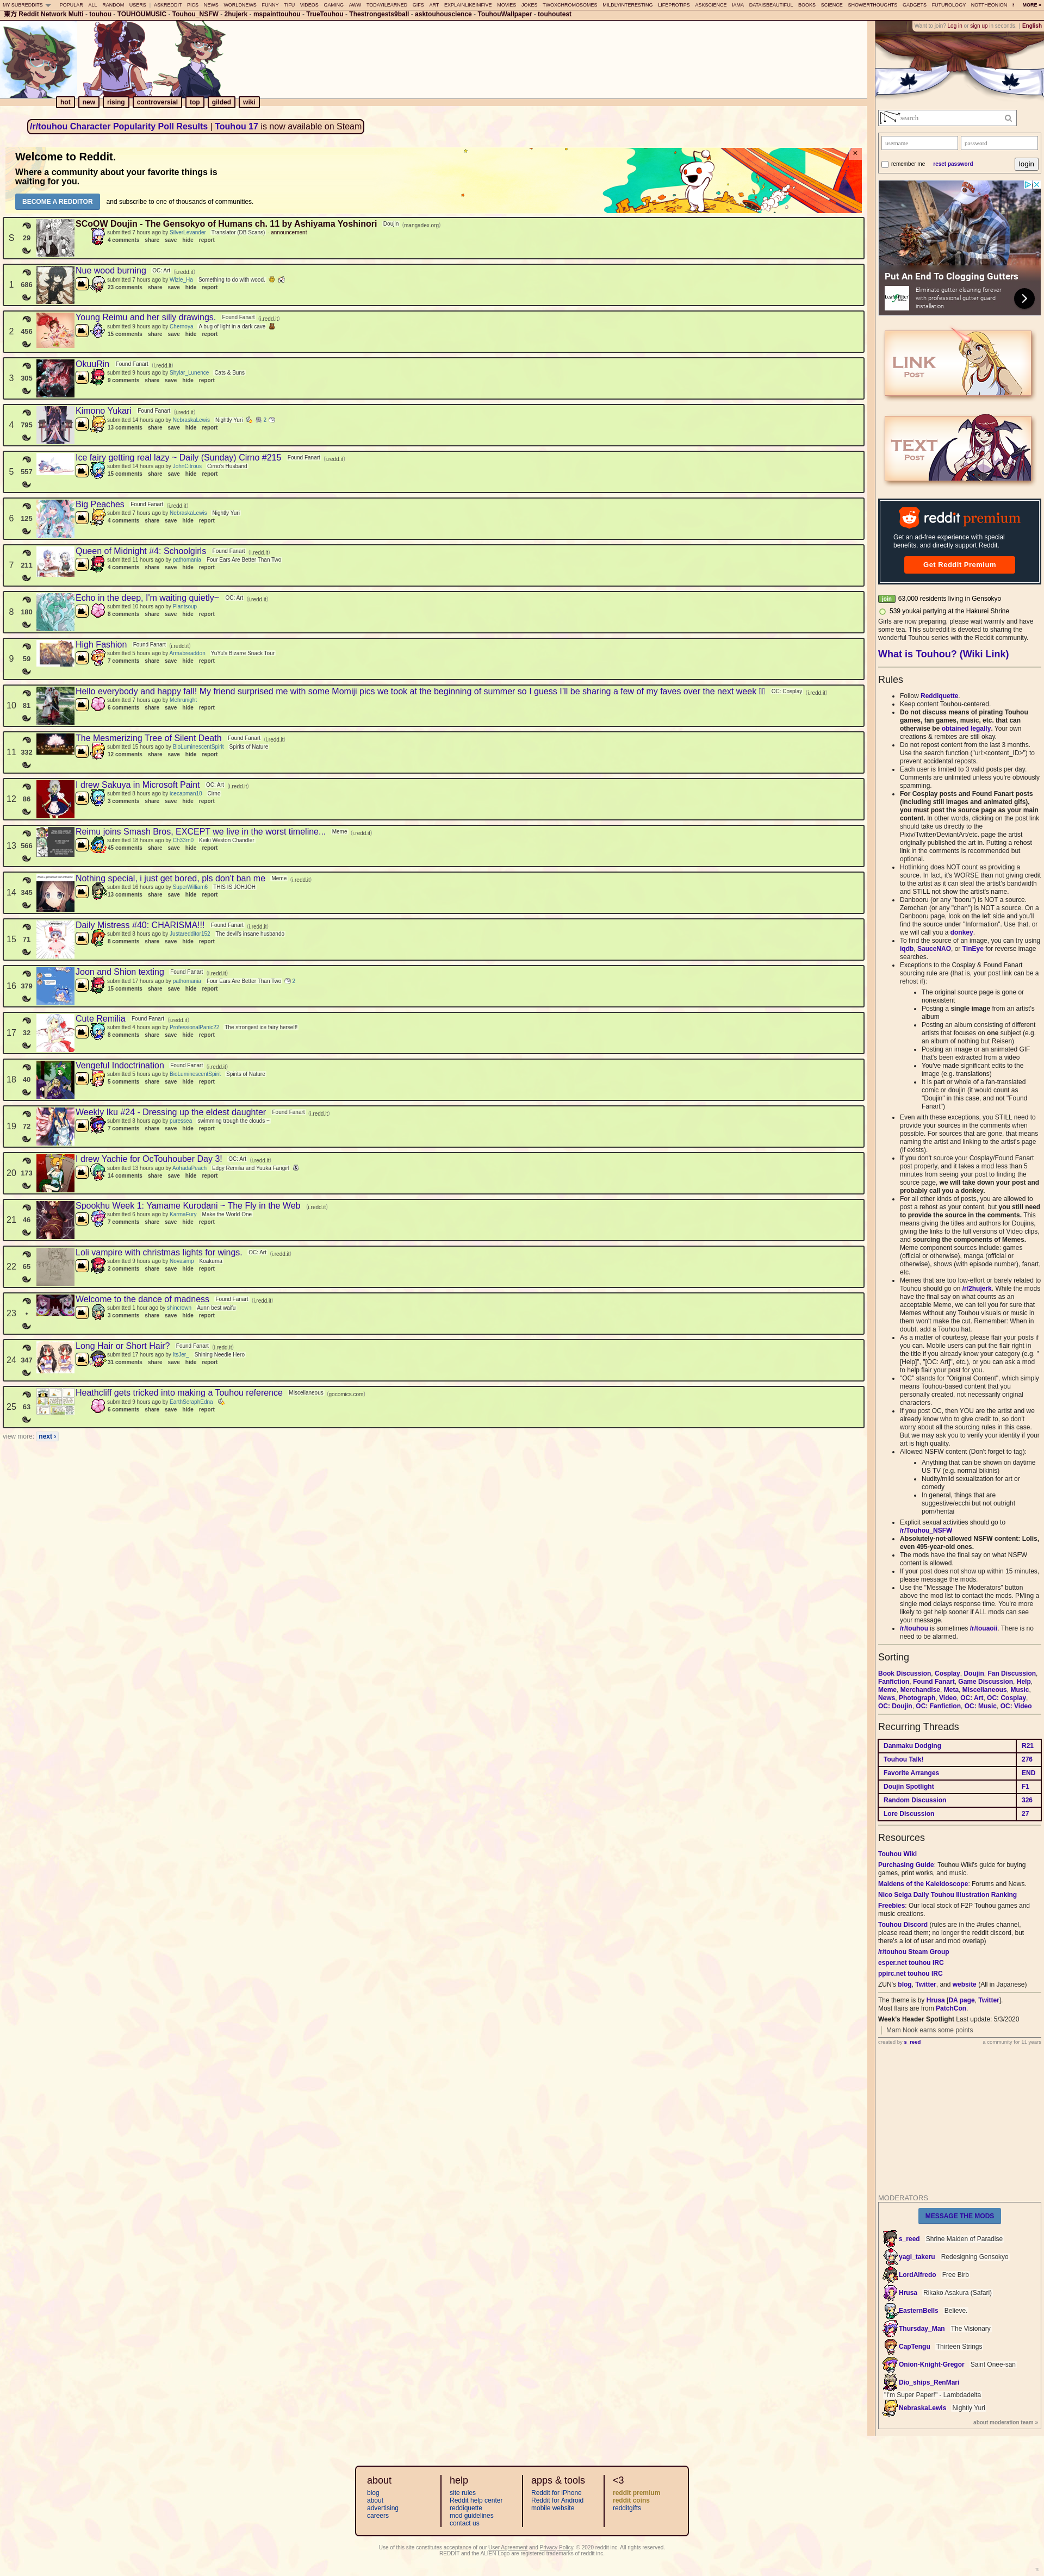 MY SUBREDDITS POPULAR ALL RANDOM USERS | ASKREDDIT PICS NEWS WORLDNEWS FUNNY TIFU VIDEOS GAMING AWW TODAYILEARNED GIFS ART EXPLAINLIKEIMFIVE MOVIES JOKES TWOXCHROMOSOMES MILDLYINTERESTING LIFEPROTIPS ASKSCIENCE IAMA DATAISBEAUTIFUL BOOKS SCIENCE SHOWERTHOUGHTS GADGETS FUTUROLOGY NOTTHEONION MORE »
東方 Reddit Network Multi - touhou - TOUHOUMUSIC - Touhou_NSFW - 2hujerk - mspainttouhou - TrueTouhou - Thestrongests9ball - asktouhouscience - TouhouWallpaper - touhoutest
Want to join? Log in or sign up in seconds. | English
hot new rising controversial top gilded wiki
/r/touhou Character Popularity Poll Results | Touhou 17 is now available on Steam
Welcome to Reddit.
Where a community about your favorite things is
waiting for you.
BECOME A REDDITOR and subscribe to one of thousands of communities.
S 29 SCoOW Doujin - The Gensokyo of Humans ch. 11 by Ashiyama Yoshinori Doujin (mangadex.org)
submitted 7 hours ago by SilverLevander Translator (DB Scans) - announcement
4 comments share save hide report
1 686 Nue wood burning OC: Art (i.redd.it)
submitted 7 hours ago by Wizle_Ha Something to do with wood.
23 comments share save hide report
2 456 Young Reimu and her silly drawings. Found Fanart (i.redd.it)
submitted 9 hours ago by Chernoya A bug of light in a dark cave
15 comments share save hide report
3 305 OkuuRin Found Fanart (i.redd.it)
submitted 9 hours ago by Shylar_Lunence Cats & Buns
9 comments share save hide report
4 795 Kimono Yukari Found Fanart (i.redd.it)
submitted 14 hours ago by NebraskaLewis Nightly Yuri 2
13 comments share save hide report
5 557 Ice fairy getting real lazy ~ Daily (Sunday) Cirno #215 Found Fanart (i.redd.it)
submitted 14 hours ago by JohnCitrous Cirno's Husband
15 comments share save hide report
6 125 Big Peaches Found Fanart (i.redd.it)
submitted 7 hours ago by NebraskaLewis Nightly Yuri
4 comments share save hide report
7 211 Queen of Midnight #4: Schoolgirls Found Fanart (i.redd.it)
submitted 11 hours ago by pathomania Four Ears Are Better Than Two
4 comments share save hide report
8 180 Echo in the deep, I'm waiting quietly~ OC: Art (i.redd.it)
submitted 10 hours ago by Plantsoup
8 comments share save hide report
9 59 High Fashion Found Fanart (i.redd.it)
submitted 5 hours ago by Armabreaddon YuYu's Bizarre Snack Tour
7 comments share save hide report
10 81 Hello everybody and happy fall! My friend surprised me with some Momiji pics we took at the beginning of summer so I guess I'll be sharing a few of my faves over the next week OC: Cosplay (i.redd.it)
submitted 7 hours ago by Mehrunight
6 comments share save hide report
11 332 The Mesmerizing Tree of Silent Death Found Fanart (i.redd.it)
submitted 15 hours ago by BioLuminescentSpirit Spirits of Nature
12 comments share save hide report
12 86 I drew Sakuya in Microsoft Paint OC: Art (i.redd.it)
submitted 8 hours ago by icecapman10 Cirno
3 comments share save hide report
13 566 Reimu joins Smash Bros, EXCEPT we live in the worst timeline... Meme (i.redd.it)
submitted 18 hours ago by Ch33rn0 Keiki Weston Chandler
45 comments share save hide report
14 345 Nothing special, i just get bored, pls don't ban me Meme (i.redd.it)
submitted 16 hours ago by SuperWilliam6 THIS IS JOHJOH
13 comments share save hide report
15 71 Daily Mistress #40: CHARISMA!!! Found Fanart (i.redd.it)
submitted 8 hours ago by Justaredditor152 The devil's insane husbando
8 comments share save hide report
16 379 Joon and Shion texting Found Fanart (i.redd.it)
submitted 17 hours ago by pathomania Four Ears Are Better Than Two 2
15 comments share save hide report
17 32 Cute Remilia Found Fanart (i.redd.it)
submitted 4 hours ago by ProfessionalPanic22 The strongest ice fairy herself!
8 comments share save hide report
18 40 Vengeful Indoctrination Found Fanart (i.redd.it)
submitted 5 hours ago by BioLuminescentSpirit Spirits of Nature
5 comments share save hide report
19 72 Weekly Iku #24 - Dressing up the eldest daughter Found Fanart (i.redd.it)
submitted 8 hours ago by puressea swimming trough the clouds ~
7 comments share save hide report
20 173 I drew Yachie for OcTouhouber Day 3! OC: Art (i.redd.it)
submitted 13 hours ago by AnhadaPeach Edgy Remilia and Yuuka Fangirl
14 comments share save hide report
21 46 Spookhu Week 1: Yamame Kurodani ~ The Fly in the Web (i.redd.it)
submitted 6 hours ago by KarmaFury Make the World One
7 comments share save hide report
22 65 Loli vampire with christmas lights for wings. OC: Art (i.redd.it)
submitted 9 hours ago by Novasimp Koakuma
2 comments share save hide report
23 • Welcome to the dance of madness Found Fanart (i.redd.it)
submitted 1 hour ago by shincrown Aunn best waifu
3 comments share save hide report
24 347 Long Hair or Short Hair? Found Fanart (i.redd.it)
submitted 17 hours ago by ItsJer_ Shining Needle Hero
31 comments share save hide report
25 63 Heathcliff gets tricked into making a Touhou reference Miscellaneous (gocomics.com)
submitted 9 hours ago by EarthSeraphEdna
6 comments share save hide report
view more: next ›
search
username password
remember me reset password login
Put An End To Clogging Gutters
Eliminate gutter cleaning forever
with professional gutter guard
installation.
LINK
POST
TEXT
POST
reddit premium
Get an ad-free experience with special
benefits, and directly support Reddit.
Get Reddit Premium
join 63,000 residents living in Gensokyo
539 youkai partying at the Hakurei Shrine
Girls are now preparing, please wait warmly and have
some tea. This subreddit is devoted to sharing the
wonderful Touhou series with the Reddit community.
What is Touhou? (Wiki Link)
Rules
Follow Reddiquette.
Keep content Touhou-centered.
Do not discuss means of pirating Touhou
games, fan games, music, etc. that can
otherwise be obtained legally. Your own
creations & remixes are still okay.
Do not repost content from the last 3 months.
Use the search function ("url:<content_ID>") to
prevent accidental reposts.
Each user is limited to 3 valid posts per day.
Comments are unlimited unless you're obviously
spamming.
For Cosplay posts and Found Fanart posts
(including still images and animated gifs),
you must post the source page as your main
content. In other words, clicking on the post link
should take us directly to the
Pixiv/Twitter/DeviantArt/etc. page the artist
originally published the art in. Putting a rehost
link in the comments is recommended but
optional.
Hotlinking does NOT count as providing a
source. In fact, it's WORSE than not giving credit
to the artist as it can steal the artist's bandwidth
and STILL not show the artist's name.
Danbooru (or any "booru") is NOT a source.
Zerochan (or any "chan") is NOT a source. On a
Danbooru page, look on the left side and you'll
find the source under "Information". Use that, or
we will call you a donkey.
To find the source of an image, you can try using
iqdb, SauceNAO, or TinEye for reverse image
searches.
Exceptions to the Cosplay & Found Fanart
sourcing rule are (that is, your post link can be a
rehost if):
The original source page is gone or
nonexistent
Posting a single image from an artist's
album
Posting an album consisting of different
artists that focuses on one subject (e.g.
an album of nothing but Reisen)
Posting an image or an animated GIF
that's been extracted from a video
You've made significant edits to the
image (e.g. translations)
It is part or whole of a fan-translated
comic or doujin (it would count as
"Doujin" in this case, and not "Found
Fanart")
Even with these exceptions, you STILL need to
provide your sources in the comments when
possible. For sources that are gone, that means
naming the artist and linking to the artist's page
(if exists).
If you don't source your Cosplay/Found Fanart
post properly, and it takes a mod less than 5
minutes from seeing your post to finding the
source page, we will take down your post and
probably call you a donkey.
For all other kinds of posts, you are allowed to
post a rehost as your content, but you still need
to provide the source in the comments. This
means giving the titles and authors for Doujins,
giving the links to the full versions of Video clips,
and sourcing the components of Memes.
Meme component sources include: games
(official or otherwise), manga (official or
otherwise), shows (with episode number), fanart,
etc.
Memes that are too low-effort or barely related to
Touhou should go on /r/2hujerk. While the mods
have the final say on what counts as an
acceptable Meme, we can tell you for sure that
Memes without any Touhou visuals or music in
them won't make the cut. Remember: When in
doubt, add a Touhou hat.
As a matter of courtesy, please flair your posts if
you can. Mobile users can put the flair right in
the title if you already know your category (e.g. "
[Help]", "[OC: Art]", etc.), or you can ask a mod
to help flair your post for you.
"OC" stands for "Original Content", which simply
means Touhou-based content that you
personally created, not necessarily original
characters.
If you post OC, then YOU are the artist and we
already know who to give credit to, so don't
worry about all the sourcing rules in this case.
But we may ask you to verify your identity if your
art is high quality.
Allowed NSFW content (Don't forget to tag):
Anything that can be shown on daytime
US TV (e.g. normal bikinis)
Nudity/mild sexualization for art or
comedy
In general, things that are
suggestive/ecchi but not outright
porn/hentai
Explicit sexual activities should go to
/r/Touhou_NSFW
Absolutely-not-allowed NSFW content: Lolis,
even 495-year-old ones.
The mods have the final say on what NSFW
content is allowed.
If your post does not show up within 15 minutes,
please message the mods.
Use the "Message The Moderators" button
above the mod list to contact the mods. PMing a
single mod delays response time. You're more
likely to get help sooner if ALL mods can see
your message.
/r/touhou is sometimes /r/touaoii. There is no
need to be alarmed.
Sorting
Book Discussion, Cosplay, Doujin, Fan Discussion,
Fanfiction, Found Fanart, Game Discussion, Help,
Meme, Merchandise, Meta, Miscellaneous, Music,
News, Photograph, Video, OC: Art, OC: Cosplay,
OC: Doujin, OC: Fanfiction, OC: Music, OC: Video
Recurring Threads
Danmaku Dodging R21
Touhou Talk! 276
Favorite Arranges END
Doujin Spotlight F1
Random Discussion 326
Lore Discussion 27
Resources
Touhou Wiki
Purchasing Guide: Touhou Wiki's guide for buying
games, print works, and music.
Maidens of the Kaleidoscope: Forums and News.
Nico Seiga Daily Touhou Illustration Ranking
Freebies: Our local stock of F2P Touhou games and
music creations.
Touhou Discord (rules are in the #rules channel,
please read them; no longer the reddit discord, but
there's a lot of user and mod overlap)
/r/touhou Steam Group
esper.net touhou IRC
ppirc.net touhou IRC
ZUN's blog, Twitter, and website (All in Japanese)
The theme is by Hrusa [DA page, Twitter].
Most flairs are from PatchCon.
Week's Header Spotlight Last update: 5/3/2020
Mam Nook earns some points
created by s_reed a community for 11 years
MODERATORS
MESSAGE THE MODS
s_reed Shrine Maiden of Paradise
yagi_takeru Redesigning Gensokyo
LordAlfredo Free Birb
Hrusa Rikako Asakura (Safari)
EasternBells Believe.
Thursday_Man The Visionary
CapTengu Thirteen Strings
Onion-Knight-Gregor Saint Onee-san
Dio_ships_RenMari
"I'm Super Paper!" - Lambdadelta
NebraskaLewis Nightly Yuri
about moderation team »
about help apps & tools <3
blog site rules Reddit for iPhone reddit premium
about Reddit help center Reddit for Android reddit coins
advertising reddiquette mobile website redditgifts
careers mod guidelines
contact us
Use of this site constitutes acceptance of our User Agreement and Privacy Policy. © 2020 reddit inc. All rights reserved.
REDDIT and the ALIEN Logo are registered trademarks of reddit inc.